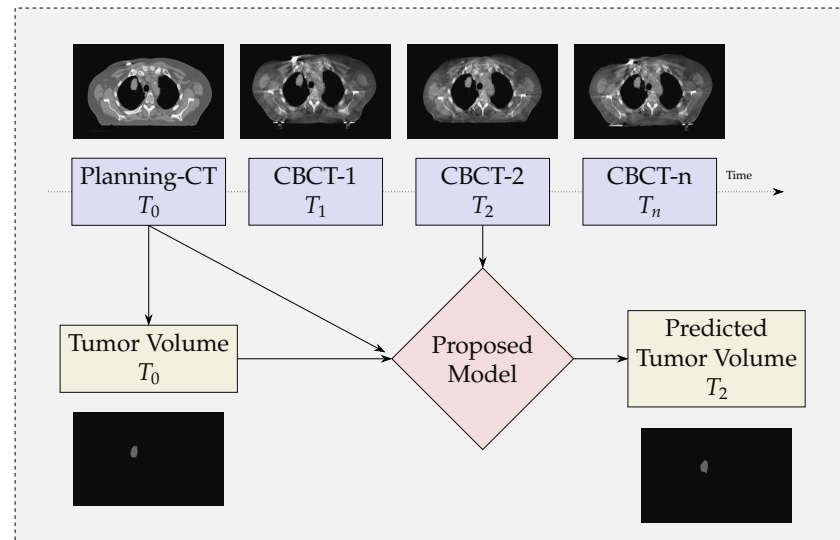 Planning-CT
T0
CBCT-1
T1
CBCT-2
T2
CBCT-n
Tn
Time
Tumor Volume
T0
Proposed
Model
Predicted
Tumor Volume
T2